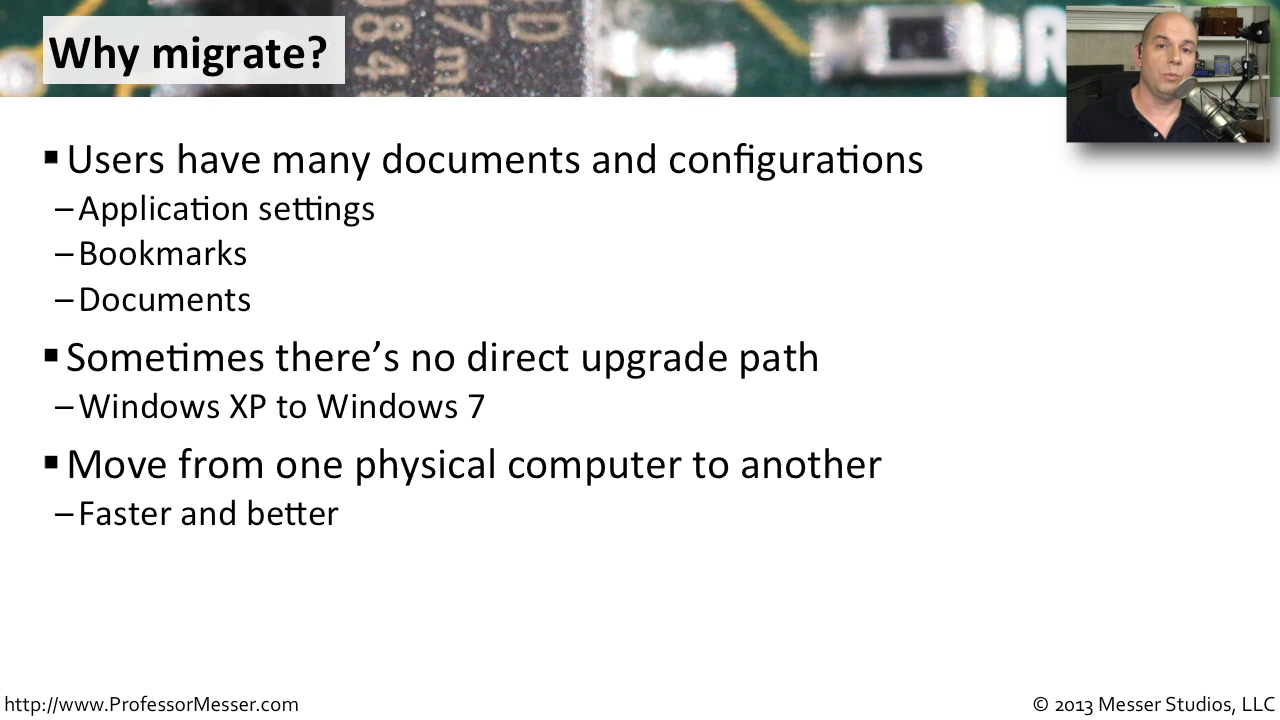 Why migrate?
▪ Users have many documents and configurations
– Application settings
– Bookmarks
– Documents
▪ Sometimes there’s no direct upgrade path
– Windows XP to Windows 7
▪ Move from one physical computer to another
– Faster and better
http://www.ProfessorMesser.com
© 2013 Messer Studios, LLC